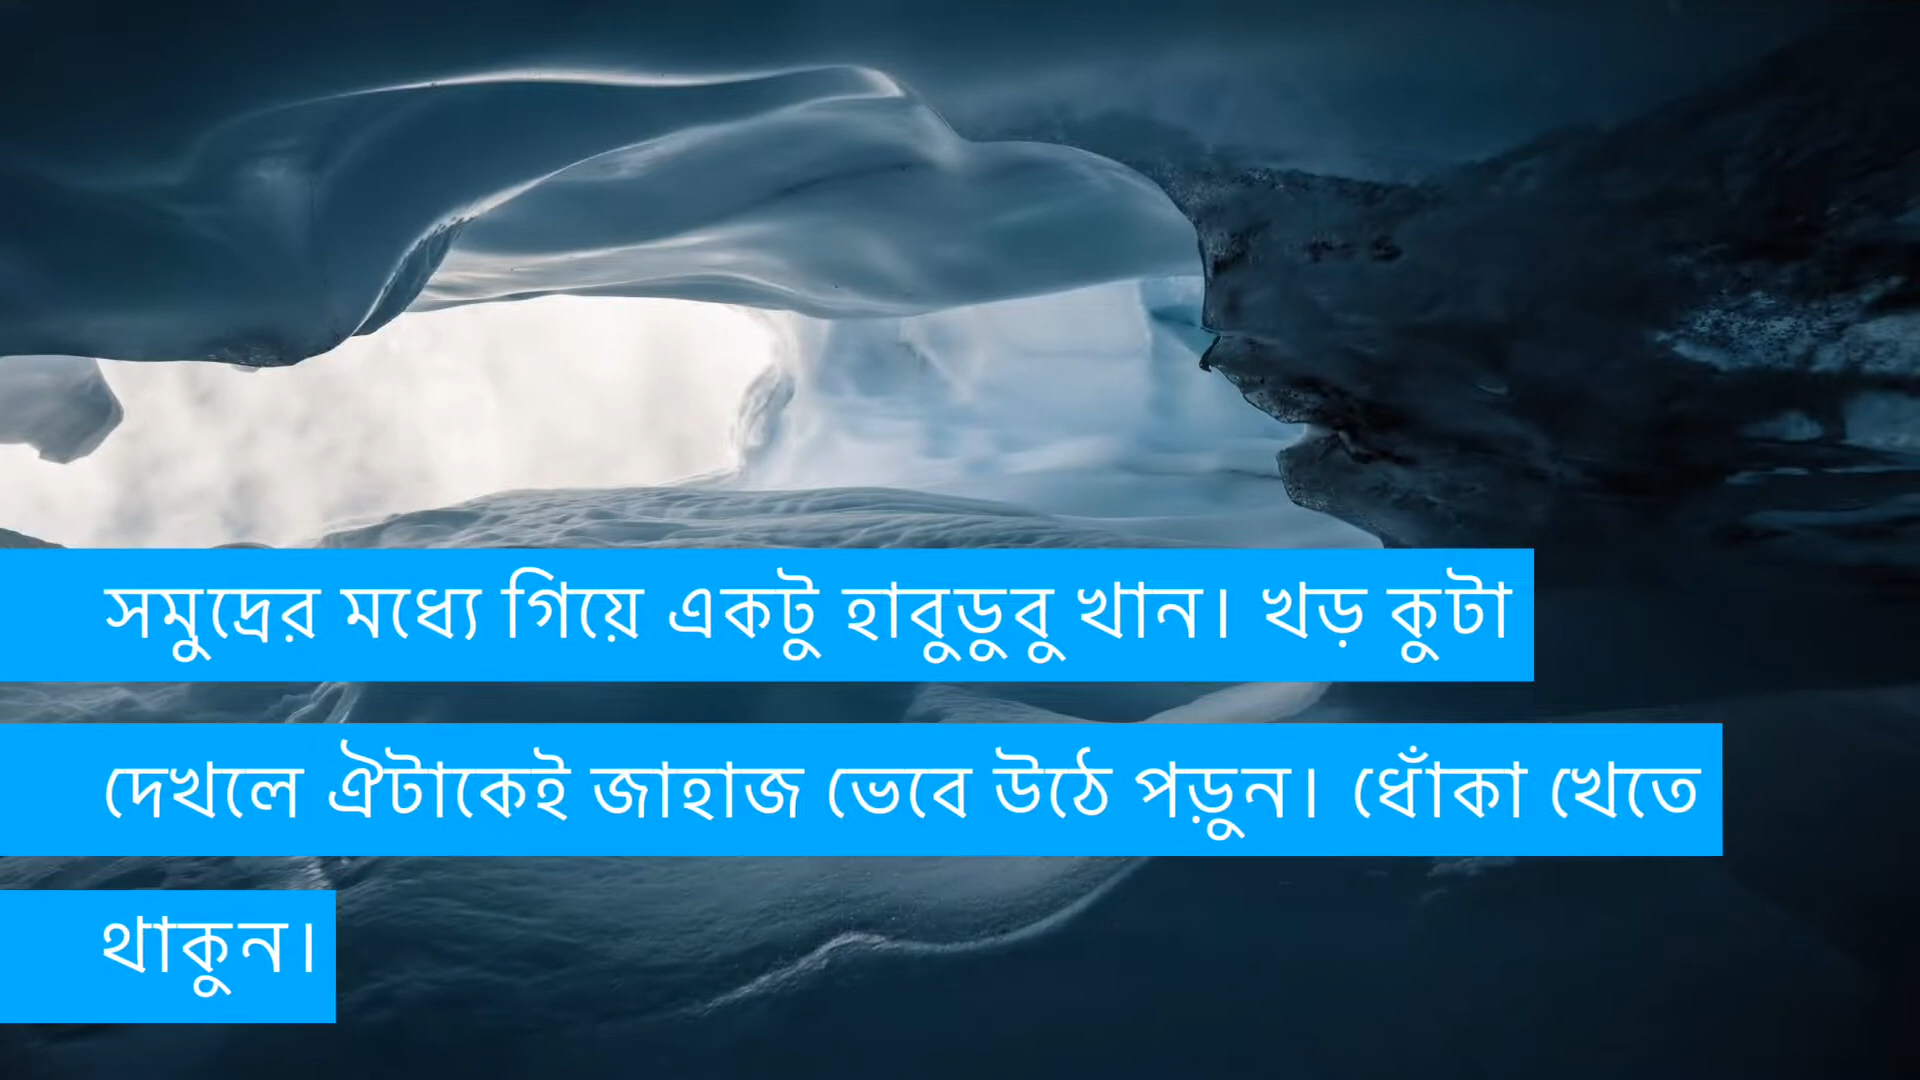 সমুদ্রের মধ্যে গিয়ে একটু হাবুডুবু খান। খড় কুটা
দেখলে ঐটাকেই জাহাজ ভেবে উঠে পড়ুন। ধোঁকা খেতে
থাকুন।